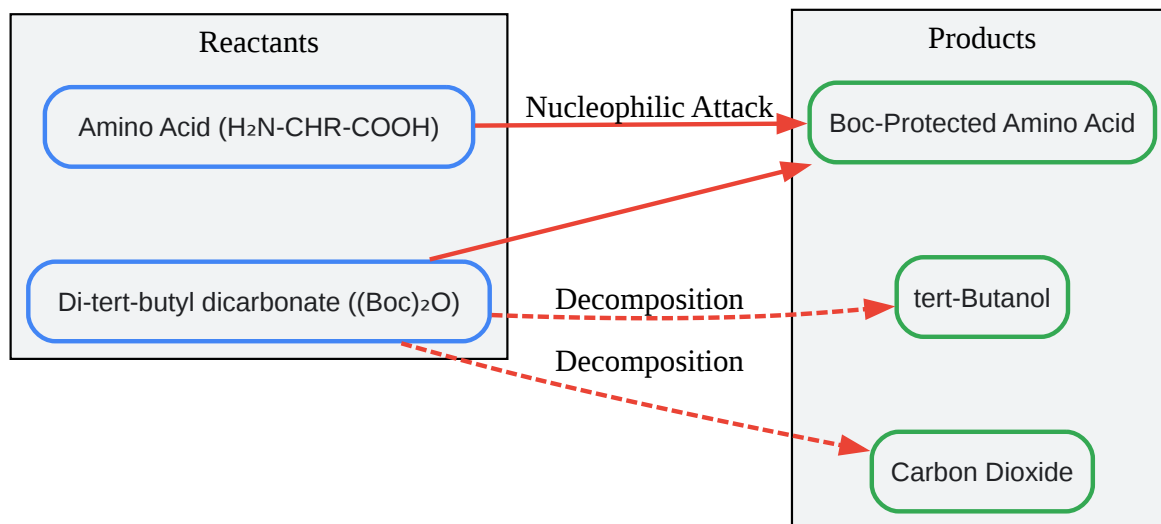 Reactants
Products
Amino Acid (H₂N-CHR-COOH)
Nucleophilic Attack
Boc-Protected Amino Acid
Di-tert-butyl dicarbonate ((Boc)₂O)
Decomposition
tert-Butanol
Decomposition
Carbon Dioxide